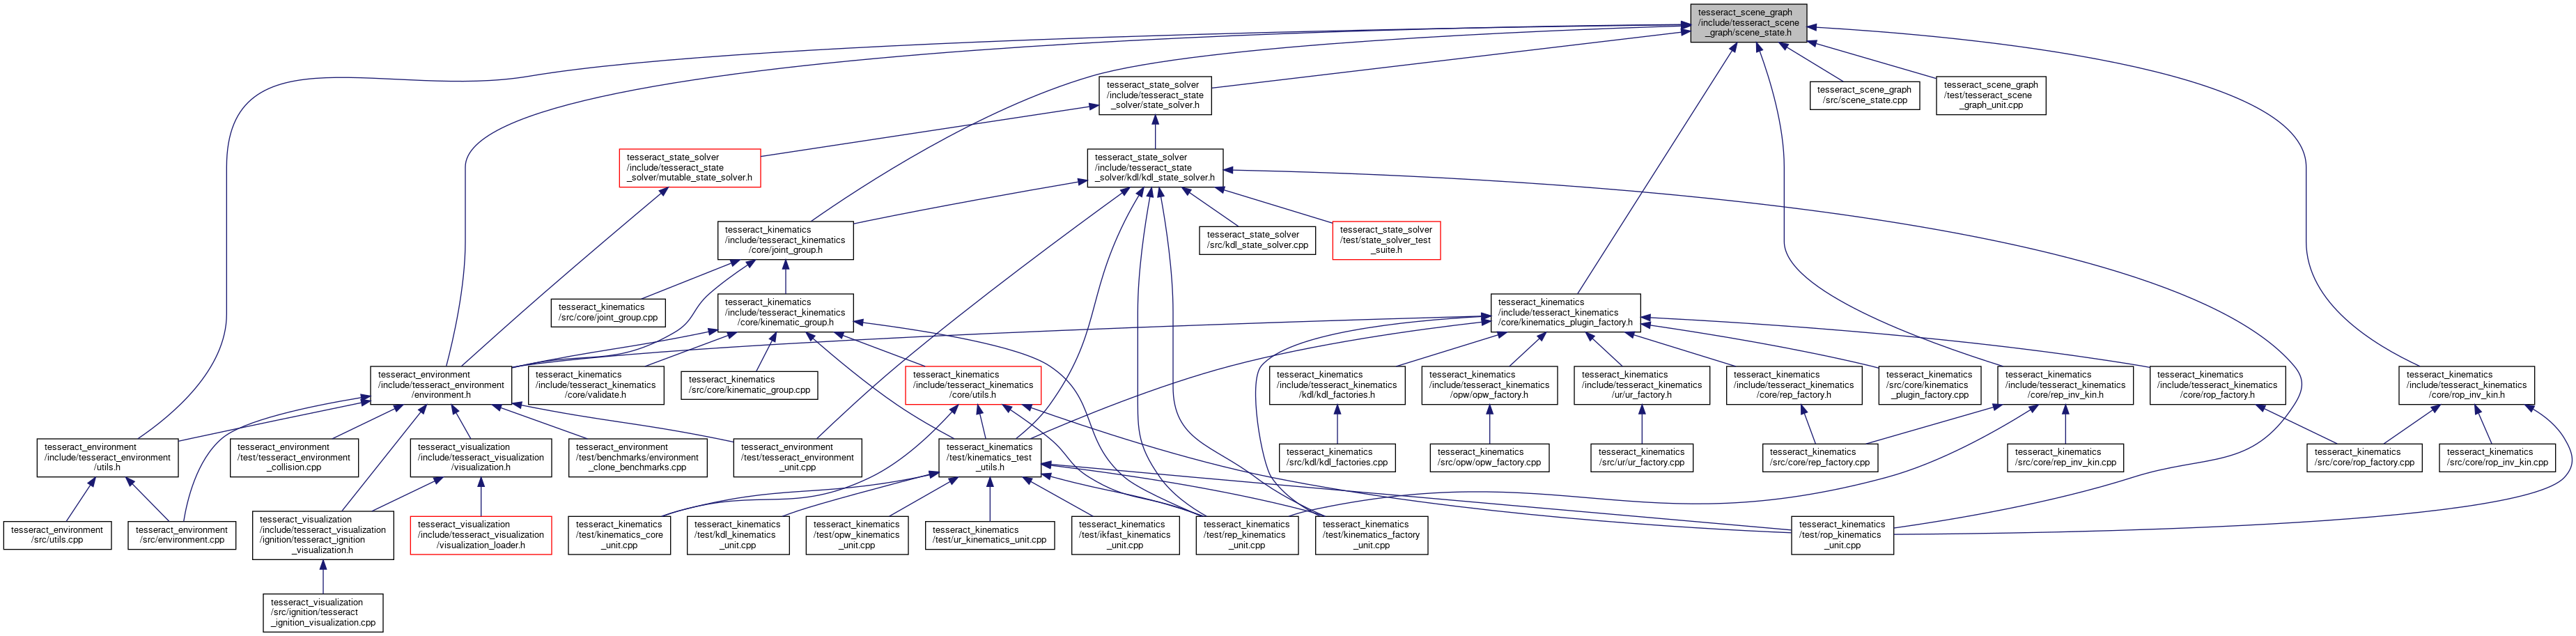 tesseract_scene_graph
/include/tesseract_scene
_graph/scene_state.h
tesseract_state_solver
/include/tesseract_state
_solver/state_solver.h
tesseract_scene_graph
/src/scene_state.cpp
tesseract_scene_graph
/test/tesseract_scene
_graph_unit.cpp
tesseract_state_solver
/include/tesseract_state
_solver/mutable_state_solver.h
tesseract_state_solver
/include/tesseract_state
_solver/kdl/kdl_state_solver.h
tesseract_kinematics
/include/tesseract_kinematics
/core/joint_group.h
tesseract_state_solver
/src/kdl_state_solver.cpp
tesseract_state_solver
/test/state_solver_test
_suite.h
tesseract_kinematics
/src/core/joint_group.cpp
tesseract_kinematics
/include/tesseract_kinematics
/core/kinematic_group.h
tesseract_kinematics
/include/tesseract_kinematics
/core/kinematics_plugin_factory.h
tesseract_environment
/include/tesseract_environment
/environment.h
tesseract_kinematics
/include/tesseract_kinematics
/core/validate.h
tesseract_kinematics
/src/core/kinematic_group.cpp
tesseract_kinematics
/include/tesseract_kinematics
/core/utils.h
tesseract_kinematics
/include/tesseract_kinematics
/kdl/kdl_factories.h
tesseract_kinematics
/include/tesseract_kinematics
/opw/opw_factory.h
tesseract_kinematics
/include/tesseract_kinematics
/ur/ur_factory.h
tesseract_kinematics
/include/tesseract_kinematics
/core/rep_factory.h
tesseract_kinematics
/src/core/kinematics
_plugin_factory.cpp
tesseract_kinematics
/include/tesseract_kinematics
/core/rep_inv_kin.h
tesseract_kinematics
/include/tesseract_kinematics
/core/rop_factory.h
tesseract_kinematics
/include/tesseract_kinematics
/core/rop_inv_kin.h
tesseract_environment
/include/tesseract_environment
/utils.h
tesseract_environment
/test/tesseract_environment
_collision.cpp
tesseract_visualization
/include/tesseract_visualization
/visualization.h
tesseract_environment
/test/benchmarks/environment
_clone_benchmarks.cpp
tesseract_environment
/test/tesseract_environment
_unit.cpp
tesseract_kinematics
/test/kinematics_test
_utils.h
tesseract_kinematics
/src/kdl/kdl_factories.cpp
tesseract_kinematics
/src/opw/opw_factory.cpp
tesseract_kinematics
/src/ur/ur_factory.cpp
tesseract_kinematics
/src/core/rep_factory.cpp
tesseract_kinematics
/src/core/rep_inv_kin.cpp
tesseract_kinematics
/src/core/rop_factory.cpp
tesseract_kinematics
/src/core/rop_inv_kin.cpp
tesseract_environment
/src/utils.cpp
tesseract_environment
/src/environment.cpp
tesseract_visualization
/include/tesseract_visualization
/ignition/tesseract_ignition
_visualization.h
tesseract_visualization
/include/tesseract_visualization
/visualization_loader.h
tesseract_kinematics
/test/kinematics_core
_unit.cpp
tesseract_kinematics
/test/kdl_kinematics
_unit.cpp
tesseract_kinematics
/test/opw_kinematics
_unit.cpp
tesseract_kinematics
/test/ur_kinematics_unit.cpp
tesseract_kinematics
/test/ikfast_kinematics
_unit.cpp
tesseract_kinematics
/test/rep_kinematics
_unit.cpp
tesseract_kinematics
/test/kinematics_factory
_unit.cpp
tesseract_kinematics
/test/rop_kinematics
_unit.cpp
tesseract_visualization
/src/ignition/tesseract
_ignition_visualization.cpp